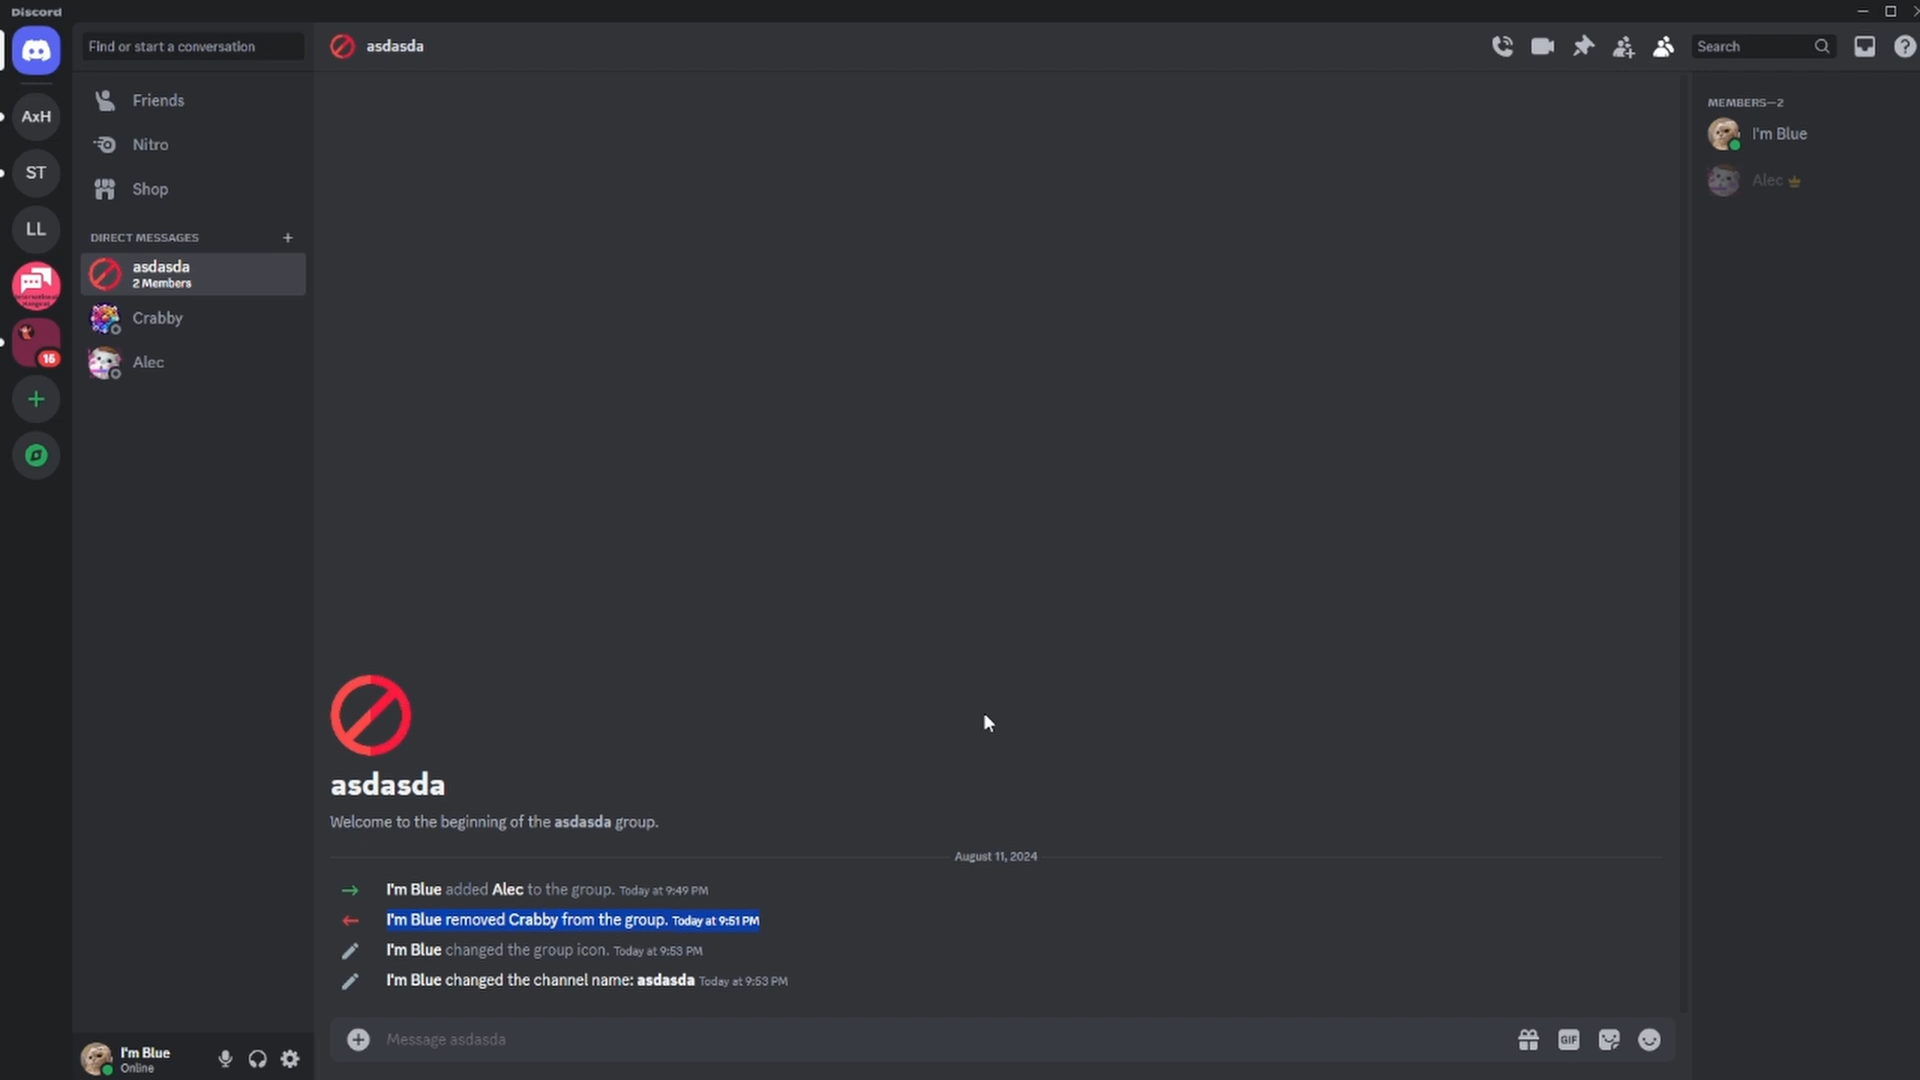 Discord
Find or start a conversation
asdasda
Search
AxH
ST
LL
16
Friends
Nitro
Shop
DIRECT MESSAGES
asdasda
2 Members
Crabby
Alec
MEMBERS—2
I'm Blue
Alec
asdasda
Welcome to the beginning of the asdasda group.
August 11, 2024
I'm Blue added Alec to the group. Today at 9:49 PM
I'm Blue removed Crabby from the group. Today at 9:51 PM
I'm Blue changed the group icon. Today at 9:53 PM
I'm Blue changed the channel name: asdasda Today at 9:53 PM
Message asdasda
GIF
I'm Blue
Online